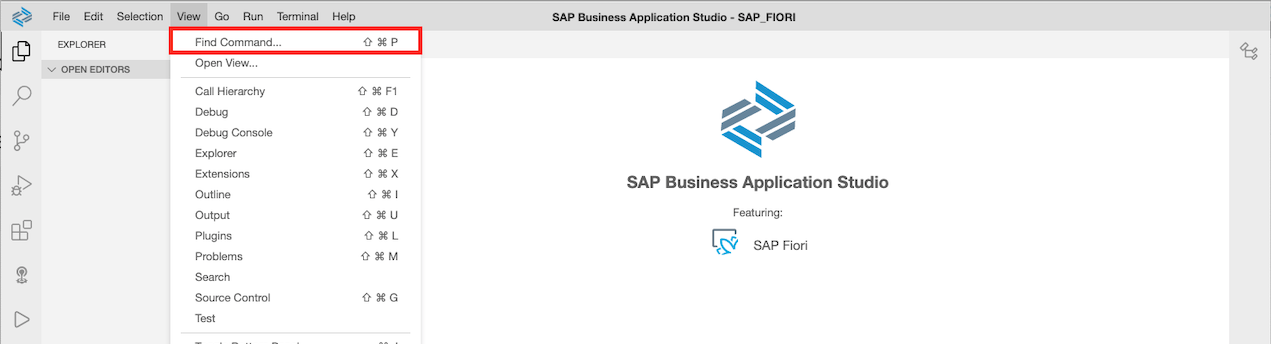 File Edit Selection View Go Run Terminal Help SAP Business Application Studio - SAP_FIORI
EXPLORER
OPEN EDITORS
Find Command... ⇧ ⌘ P
Open View...
Call Hierarchy ⇧ ⌘ F1
Debug ⇧ ⌘ D
Debug Console ⇧ ⌘ Y
Explorer ⇧ ⌘ E
Extensions ⇧ ⌘ X
Outline ⇧ ⌘ I
Output ⇧ ⌘ U
Plugins ⇧ ⌘ L
Problems ⇧ ⌘ M
Search
Source Control ⇧ ⌘ G
Test
SAP Business Application Studio
Featuring:
SAP Fiori